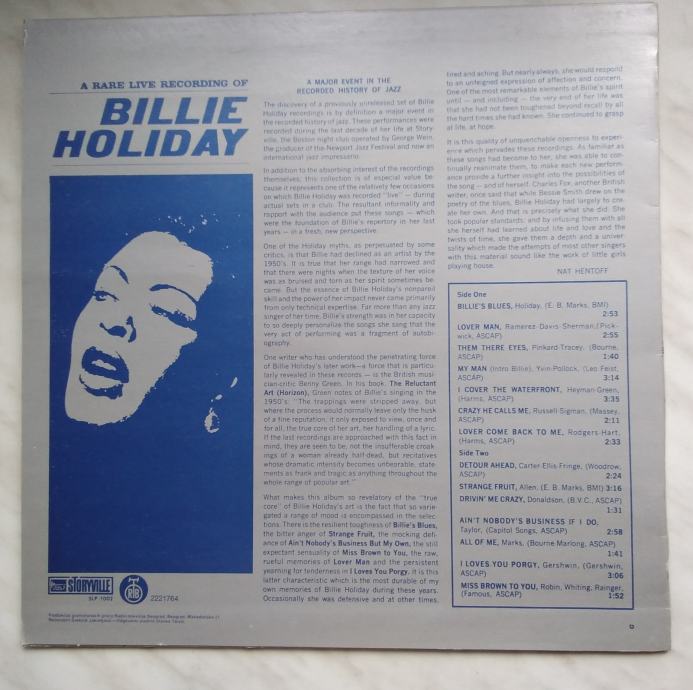 A RARE LIVE RECORDING OF
BILLIE
HOLIDAY
STORYVILLE
SLP 1002
RTB
2221764
A MAJOR EVENT IN THE
RECORDED HISTORY OF JAZZ
The discovery of a previously unreleased set of Billie
Holiday recordings is by definition a major event in
the recorded history of jazz. These performances were
recorded during the last decade of her life at Story-
ville, the Boston night club operated by George Wein,
the producer of the Newport Jazz Festival and now an
international jazz impressario.
In addition to the absorbing interest of the recordings
themselves, this collection is of especial value be-
cause it represents one of the relatively few occasions
on which Billie Holiday was recorded "live" — during
actual sets in a club. The resultant informality and
rapport with the audience put these songs — which
were the foundation of Billie's repertory in her last
years — in a fresh, new perspective.
One of the Holiday myths, as perpetuated by some
critics, is that Billie had declined as an artist by the
1950's. It is true that her range had narrowed and
that there were nights when the texture of her voice
was as bruised and torn as her spirit sometimes be-
came. But the essence of Billie Holiday's nonpareil
skill and the power of her impact never came primarily
from only technical expertise. Far more than any jazz
singer of her time, Billie's strength was in her capacity
to so deeply personalize the songs she sang that the
very act of performing was a fragment of autobi-
ography.
One writer who has understood the penetrating force
of Billie Holiday's later work—a force that is particu-
larly revealed in these records — is the British musi-
cian-critic Benny Green. In his book, The Reluctant
Art (Horizon), Green notes of Billie's singing in the
1950's: "The trappings were stripped away, but
where the process would normally leave only the husk
of a fine reputation, it only exposed to view, once and
for all, the true core of her art, her handling of a lyric.
If the last recordings are approached with this fact in
mind, they are seen to be, not the insufferable croak-
ings of a woman already half-dead, but recitatives
whose dramatic intensity becomes unbearable, state-
ments as frank and tragic as anything throughout the
whole range of popular art."
What makes this album so revelatory of the "true
core" of Billie Holiday's art is the fact that so varie-
gated a range of mood is encompassed in the selec-
tions. There is the resilient toughness of Billie's Blues,
the bitter anger of Strange Fruit, the mocking defi-
ance of Ain't Nobody's Business But My Own, the still
expectant sensuality of Miss Brown to You, the raw,
rueful memories of Lover Man and the persistent
yearning for tenderness in I Loves You Porgy. It is this
latter characteristic which is the most durable of my
own memories of Billie Holiday during these years.
Occasionally she was defensive and at other times,
tired and aching. But nearly always, she would respond
to an unfeigned expression of affection and concern.
One of the most remarkable elements of Billie's spirit
until — and including — the very end of her life was
that she had not been toughened beyond recall by all
the hard times she had known. She continued to grasp
at life, at hope.
It is this quality of unquenchable openness to experi-
ence which pervades these recordings. As familiar as
these songs had become to her, she was able to con-
tinually reanimate them, to make each new perform-
ance provide a further insight into the possibilities of
the song — and of herself. Charles Fox, another British
writer, once said that while Bessie Smith drew on the
poetry of the blues, Billie Holiday had largely to cre-
ate her own. And that is precisely what she did. She
took popular standards; and by infusing them with all
she herself had learned about life and love and the
twists of time, she gave them a depth and a univer-
sality which made the attempts of most other singers
with this material sound like the work of little girls
playing house.
NAT HENTOFF
Side One
BILLIE'S BLUES, Holiday, (E. B. Marks, BMI)
2:53
LOVER MAN, Ramerez-Davis-Sherman,(Pick-
wick, ASCAP) 2:55
THEM THERE EYES, Pinkard-Tracey, (Bourne,
ASCAP) 1:40
MY MAN (Intro Billie), Yvin-Pollock, (Leo Feist,
ASCAP) 3:14
I COVER THE WATERFRONT, Heyman-Green,
(Harms, ASCAP) 3:35
CRAZY HE CALLS ME, Russell-Sigman, (Massey,
ASCAP) 2:11
LOVER COME BACK TO ME, Rodgers-Hart,
(Harms, ASCAP) 2:33
Side Two
DETOUR AHEAD, Carter-Ellis-Fringe, (Woodrow,
ASCAP) 2:24
STRANGE FRUIT, Allen, (E. B. Marks, BMI) 3:16
DRIVIN' ME CRAZY, Donaldson, (B.V.C., ASCAP)
1:31
AIN'T NOBODY'S BUSINESS IF I DO,
Taylor, (Capitol Songs, ASCAP) 2:58
ALL OF ME, Marks, (Bourne Marlong, ASCAP)
1:41
I LOVES YOU PORGY, Gershwin, (Gershwin,
ASCAP) 3:06
MISS BROWN TO YOU, Robin, Whiting, Rainger,
(Famous, ASCAP) 1:52